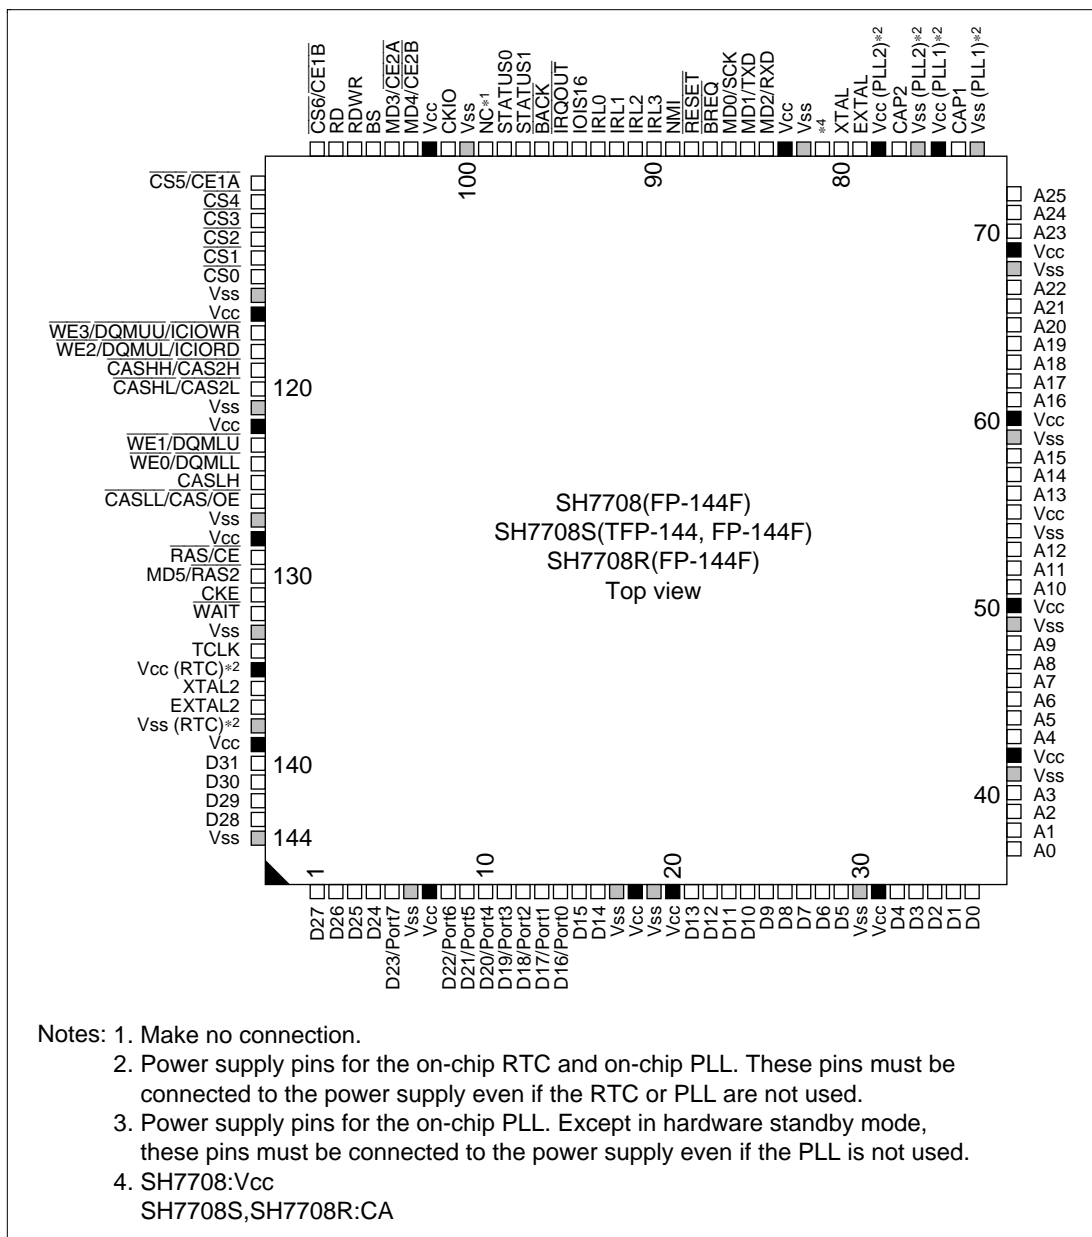 CS6/CE1B
RD
RDWR
BS
MD3/CE2A
MD4/CE2B
Vcc
CKIO
Vss
NC*1
STATUS0
STATUS1
BACK
IRQOUT
IOIS16
IRL0
IRL1
IRL2
IRL3
NMI
RESET
BREQ
MD0/SCK
MD1/TXD
MD2/RXD
Vcc
Vss
*4
XTAL
EXTAL
Vcc (PLL2)*2
CAP2
Vss (PLL2)*2
Vcc (PLL1)*2
CAP1
Vss (PLL1)*2
100
90
80
CS5/CE1A
CS4
CS3
CS2
CS1
CS0
Vss
Vcc
WE3/DQMUU/ICIOWR
WE2/DQMUL/ICIORD
CASHH/CAS2H
CASHL/CAS2L
120
Vss
Vcc
WE1/DQMLU
WE0/DQMLL
CASLH
CASLL/CAS/OE
Vss
Vcc
RAS/CE
MD5/RAS2
130
CKE
WAIT
Vss
TCLK
Vcc (RTC)*2
XTAL2
EXTAL2
Vss (RTC)*2
Vcc
D31
140
D30
D29
D28
Vss
144
SH7708(FP-144F)
SH7708S(TFP-144, FP-144F)
SH7708R(FP-144F)
Top view
A25
A24
70
A23
Vcc
Vss
A22
A21
A20
A19
A18
A17
A16
60
Vcc
Vss
A15
A14
A13
Vcc
Vss
A12
A11
A10
50
Vcc
Vss
A9
A8
A7
A6
A5
A4
Vcc
Vss
40
A3
A2
A1
A0
1
10
20
30
D27
D26
D25
D24
D23/Port7
Vss
Vcc
D22/Port6
D21/Port5
D20/Port4
D19/Port3
D18/Port2
D17/Port1
D16/Port0
D15
D14
Vss
Vcc
Vss
Vcc
D13
D12
D11
D10
D9
D8
D7
D6
D5
Vss
Vcc
D4
D3
D2
D1
D0
Notes: 1. Make no connection.
2. Power supply pins for the on-chip RTC and on-chip PLL. These pins must be
connected to the power supply even if the RTC or PLL are not used.
3. Power supply pins for the on-chip PLL. Except in hardware standby mode,
these pins must be connected to the power supply even if the PLL is not used.
4. SH7708:Vcc
SH7708S,SH7708R:CA